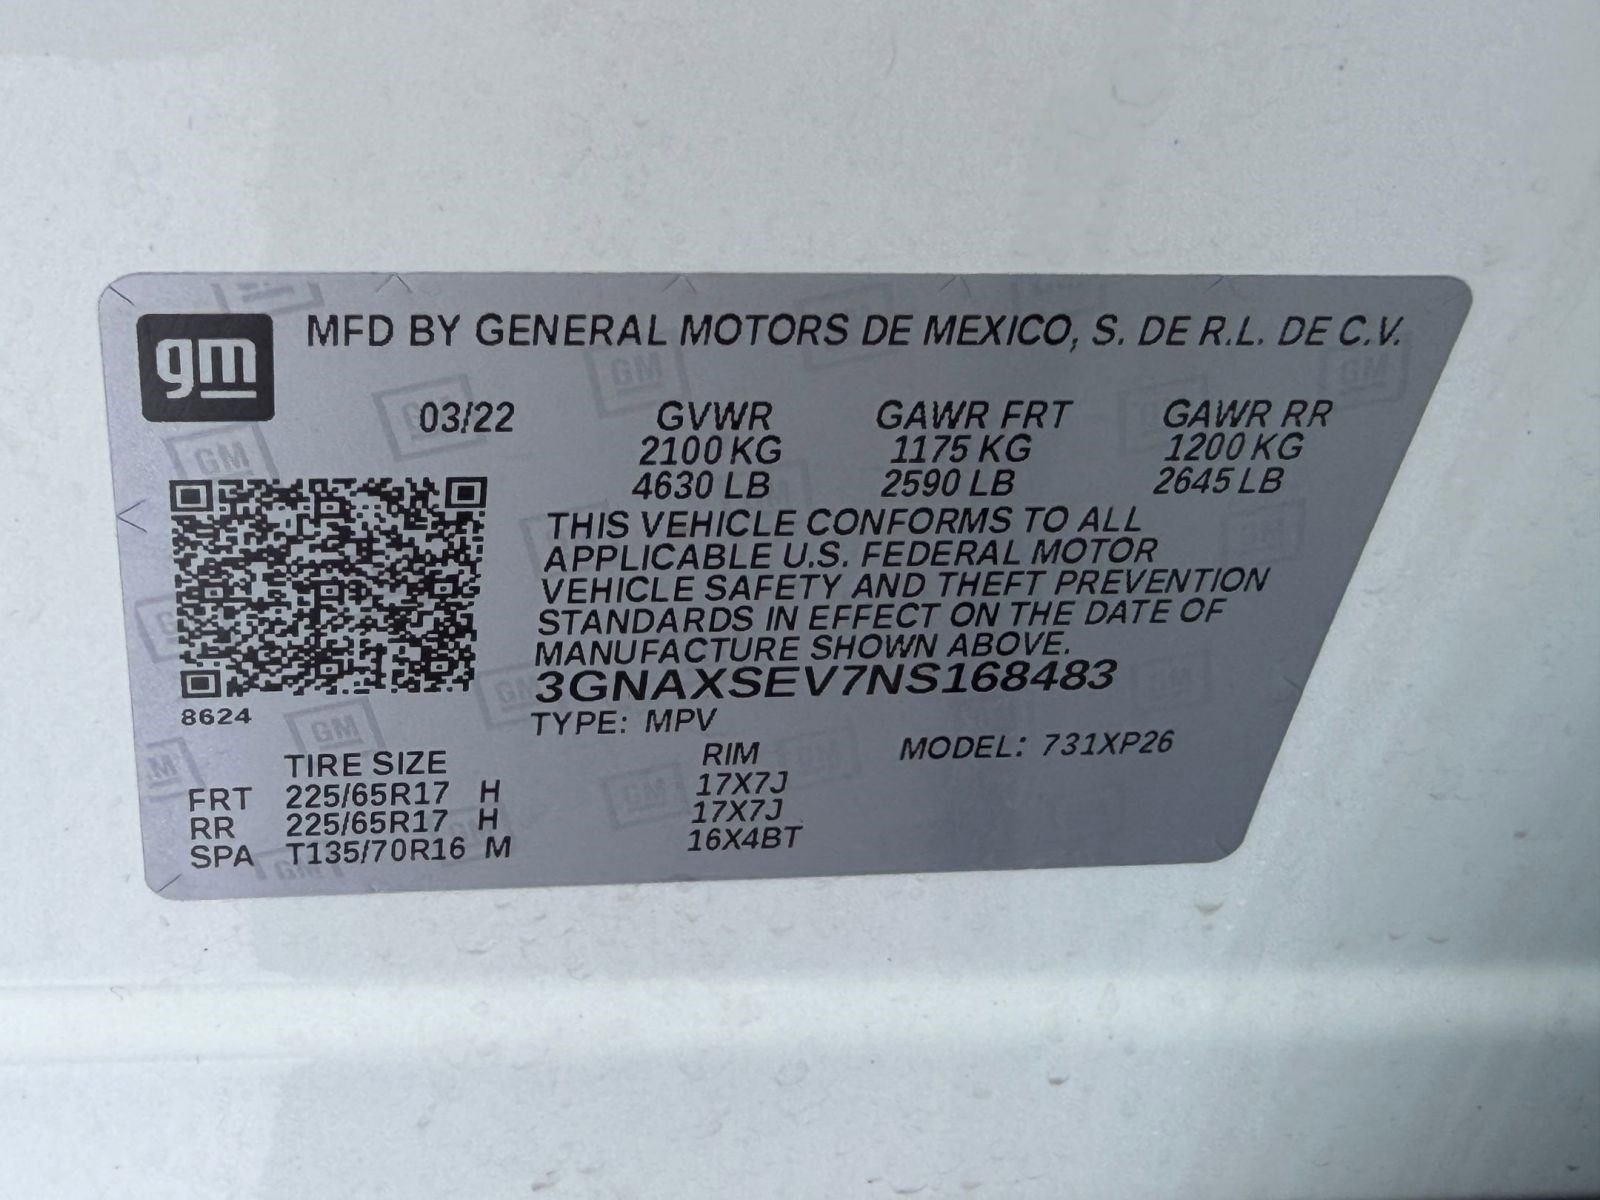 gm
MFD BY GENERAL MOTORS DE MEXICO, S. DE R.L. DE C.V.
03/22 GVWR GAWR FRT GAWR RR
2100 KG 1175 KG 1200 KG
4630 LB 2590 LB 2645 LB
THIS VEHICLE CONFORMS TO ALL
APPLICABLE U.S. FEDERAL MOTOR
VEHICLE SAFETY AND THEFT PREVENTION
STANDARDS IN EFFECT ON THE DATE OF
MANUFACTURE SHOWN ABOVE.
3GNAXSEV7NS168483
8624
TYPE: MPV
TIRE SIZE RIM MODEL: 731XP26
FRT 225/65R17 H 17X7J
RR 225/65R17 H 17X7J
SPA T135/70R16 M 16X4BT